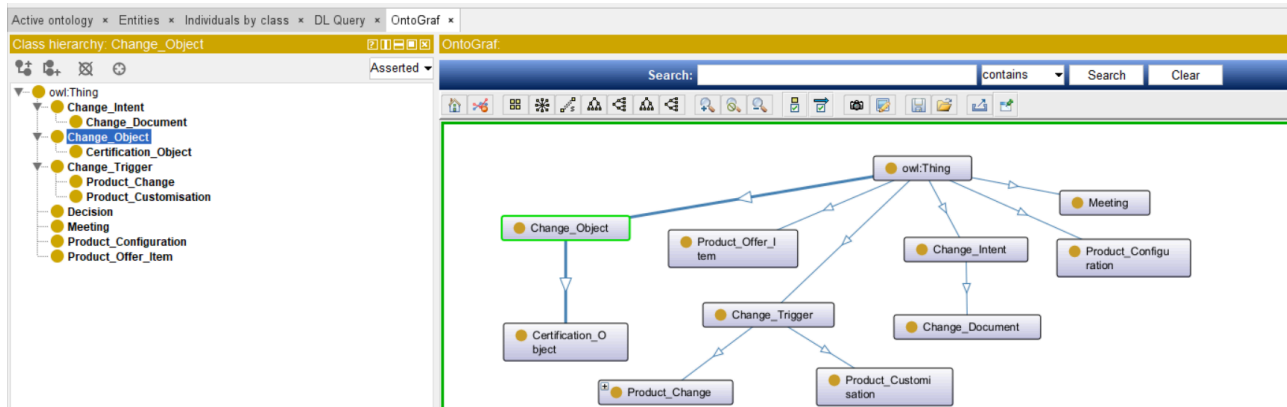 Active ontology × Entities × Individuals by class × DL Query × OntoGraf ×
Class hierarchy: Change_Object
Asserted
owl:Thing
Change_Intent
Change_Document
Change_Object
Certification_Object
Change_Trigger
Product_Change
Product_Customisation
Decision
Meeting
Product_Configuration
Product_Offer_Item
OntoGraf:
Search: contains Search Clear
owl:Thing
Meeting
Change_Object
Product_Offer_I
tem
Change_Intent
Product_Configu
ration
Change_Trigger
Change_Document
Certification_O
bject
Product_Change
Product_Customi
sation